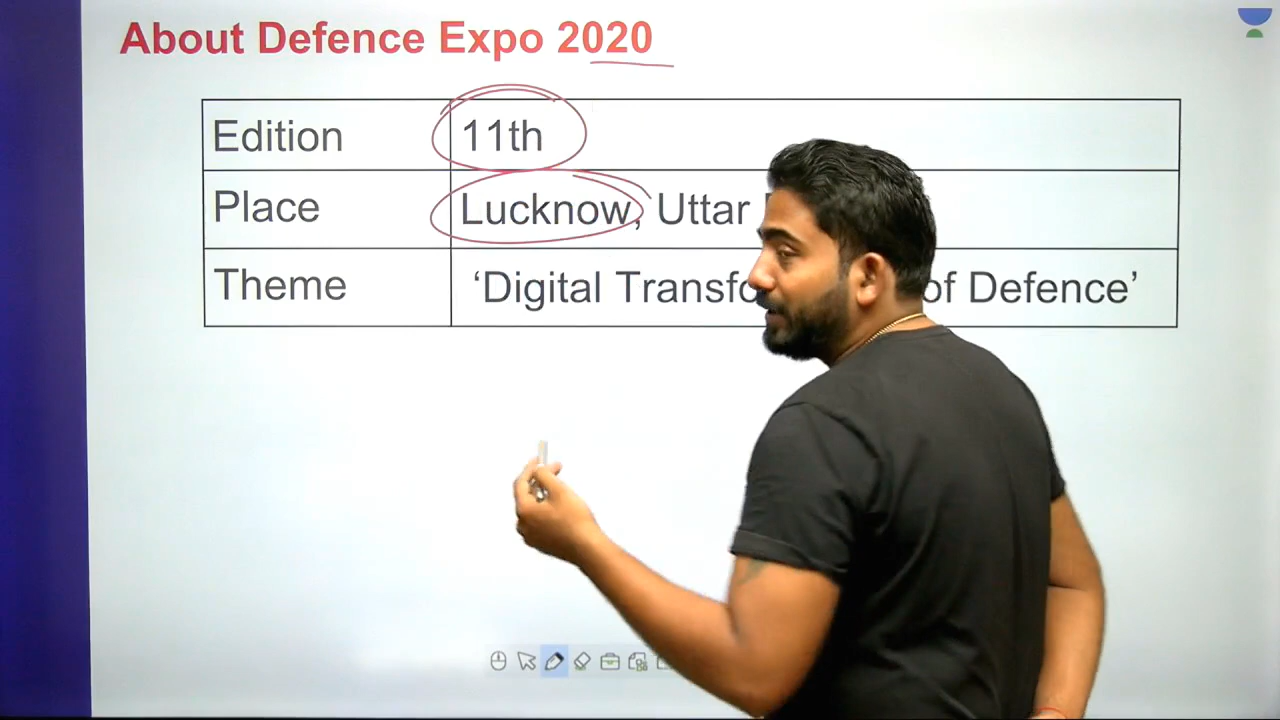 About Defence Expo 2020
Edition 11th
Place Lucknow, Uttar
Theme ‘Digital Transfo of Defence’